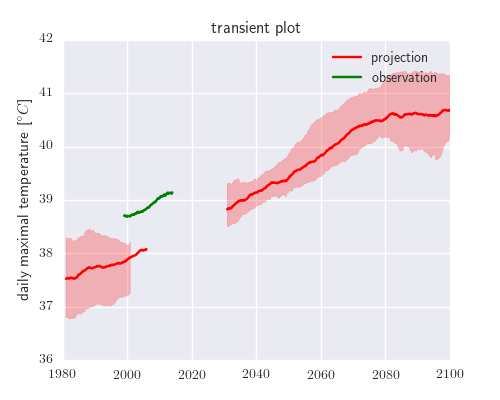 transient plot
42
41
40
39
38
37
36
daily maximal temperature [°C]
projection
observation
1980 2000 2020 2040 2060 2080 2100